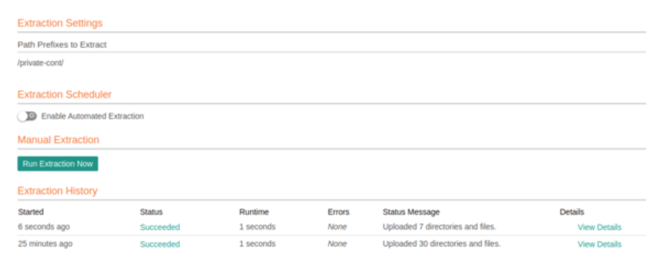 Extraction Settings
Path Prefixes to Extract
/private-cont/
Extraction Scheduler
Enable Automated Extraction
Manual Extraction
Run Extraction Now
Extraction History
Started Status Runtime Errors Status Message Details
6 seconds ago Succeeded 1 seconds None Uploaded 7 directories and files. View Details
25 minutes ago Succeeded 1 seconds None Uploaded 30 directories and files. View Details